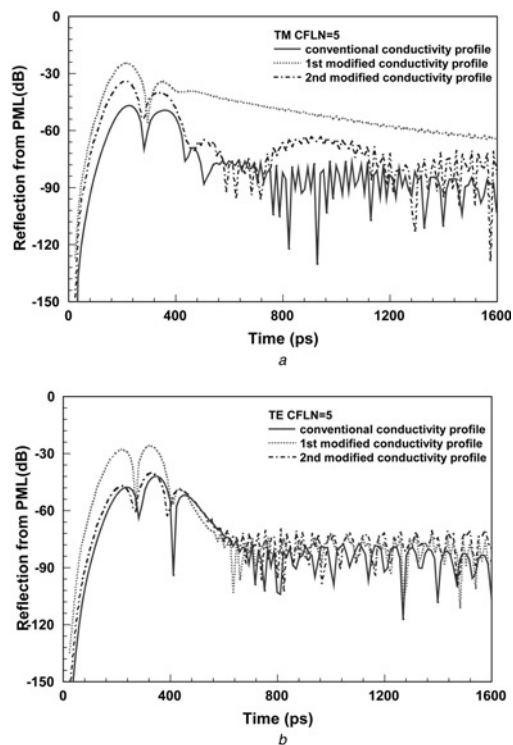 0
TM CFLN=5
conventional conductivity profile
1st modified conductivity profile
2nd modified conductivity profile
-30
-60
-90
-120
-150
Reflection from PML(dB)
0 400 800 1200 1600
Time (ps)
a
0
TE CFLN=5
conventional conductivity profile
1st modified conductivity profile
2nd modified conductivity profile
-30
-60
-90
-120
-150
Reflection from PML(dB)
0 400 800 1200 1600
Time (ps)
b